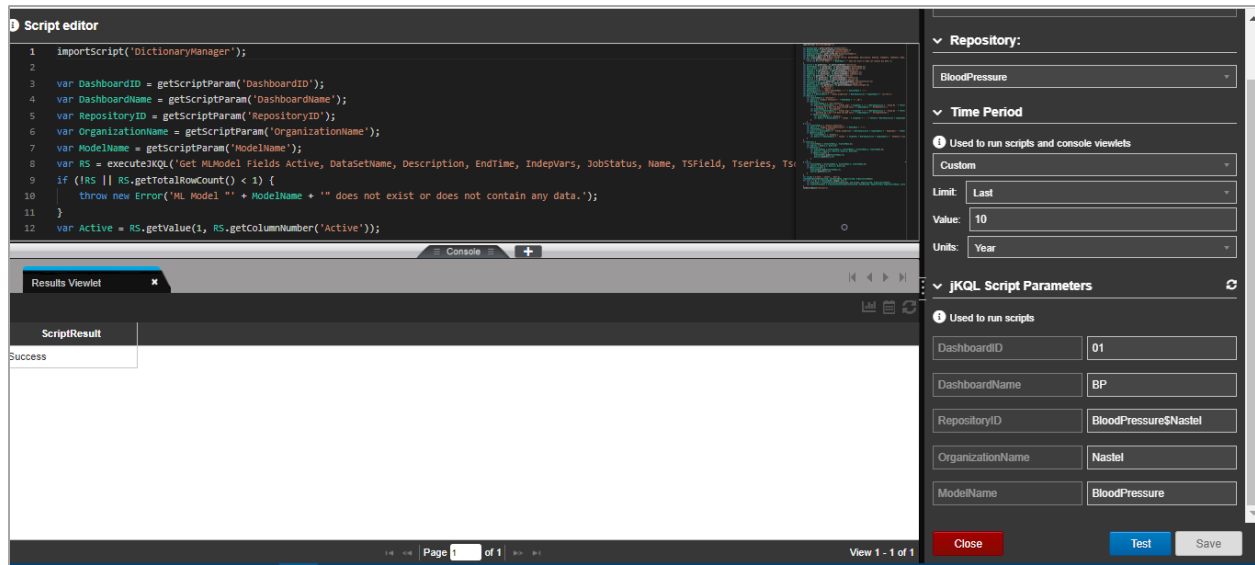 Script editor
1 importScript('DictionaryManager');
2
3 var DashboardID = getScriptParam('DashboardID');
4 var DashboardName = getScriptParam('DashboardName');
5 var RepositoryID = getScriptParam('RepositoryID');
6 var OrganizationName = getScriptParam('OrganizationName');
7 var ModelName = getScriptParam('ModelName');
8 var RS = executeJKQL('Get MLModel Fields Active, DataSetName, Description, EndTime, IndepVars, JobStatus, Name, TSField, Tseries,
9 if (!RS || RS.getTotalRowCount() < 1) {
10 throw new Error('ML Model "' + ModelName + '" does not exist or does not contain any data.');
11 }
12 var Active = RS.getValue(1, RS.getColumnNumber('Active'));
Console
+
Results Viewlet ×
ScriptResult
Success
Page 1 of 1
View 1 - 1 of 1
Repository:
BloodPressure
Time Period
Used to run scripts and console viewlets
Custom
Limit: Last
Value: 10
Units: Year
jKQL Script Parameters
Used to run scripts
DashboardID 01
DashboardName BP
RepositoryID BloodPressure$Nastel
OrganizationName Nastel
ModelName BloodPressure
Close Test Save